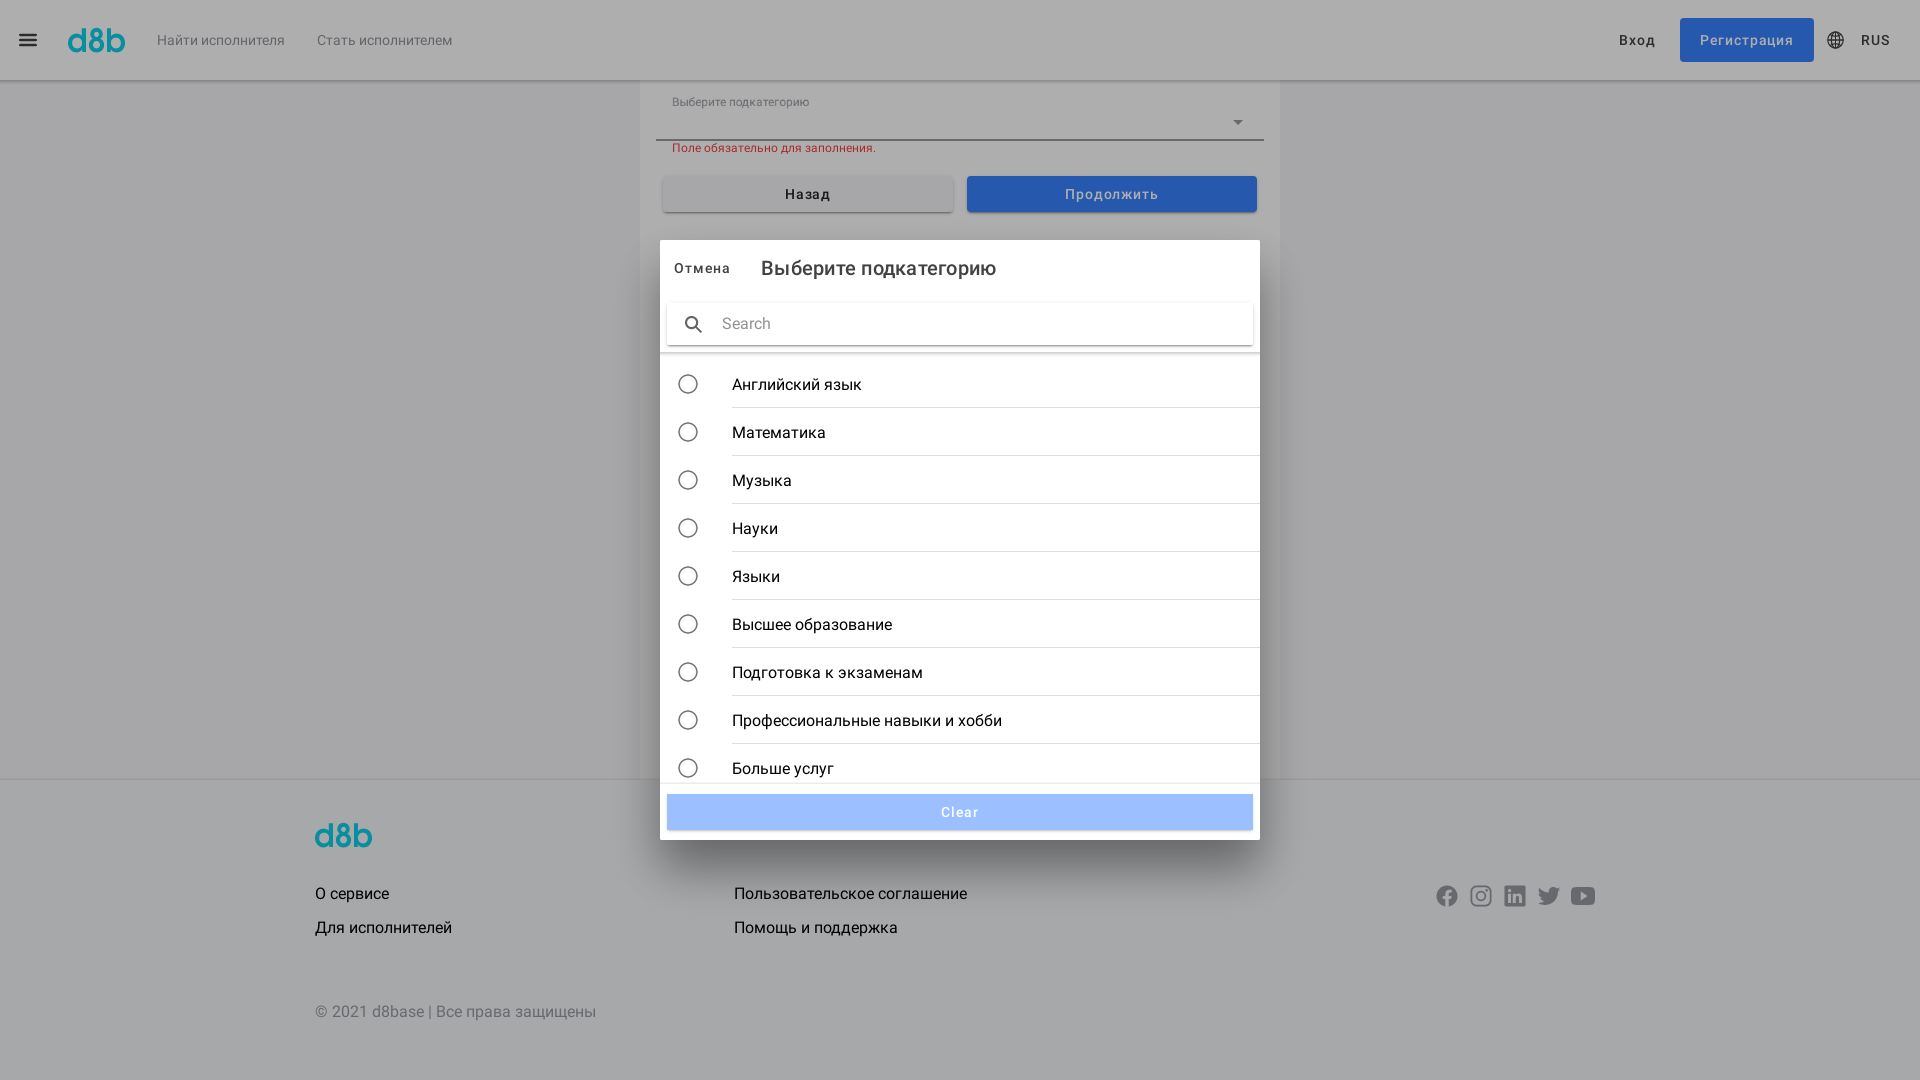 d8b
Найти исполнителя
Стать исполнителем
Вход
Регистрация
RUS
Выберите подкатегорию
Поле обязательно для заполнения.
Назад
Продолжить
Отмена
Выберите подкатегорию
Search
Английский язык
Математика
Музыка
Науки
Языки
Высшее образование
Подготовка к экзаменам
Профессиональные навыки и хобби
Больше услуг
Clear
d8b
О сервисе
Для исполнителей
Пользовательское соглашение
Помощь и поддержка
© 2021 d8base | Все права защищены